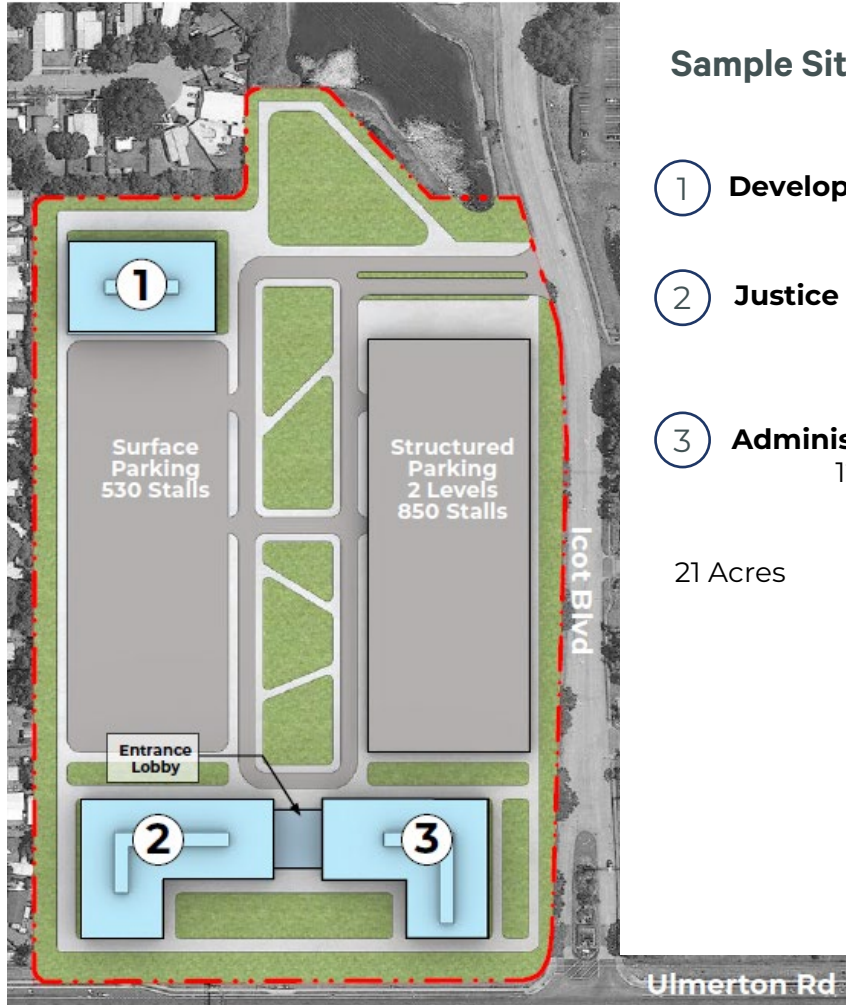 Sample Sit
1 Develop
2 Justice
3 Adminis
1
21 Acres
1
Surface
Parking
530 Stalls
Structured
Parking
2 Levels
850 Stalls
Icot Blvd
Entrance
Lobby
2
3
Ulmerton Rd